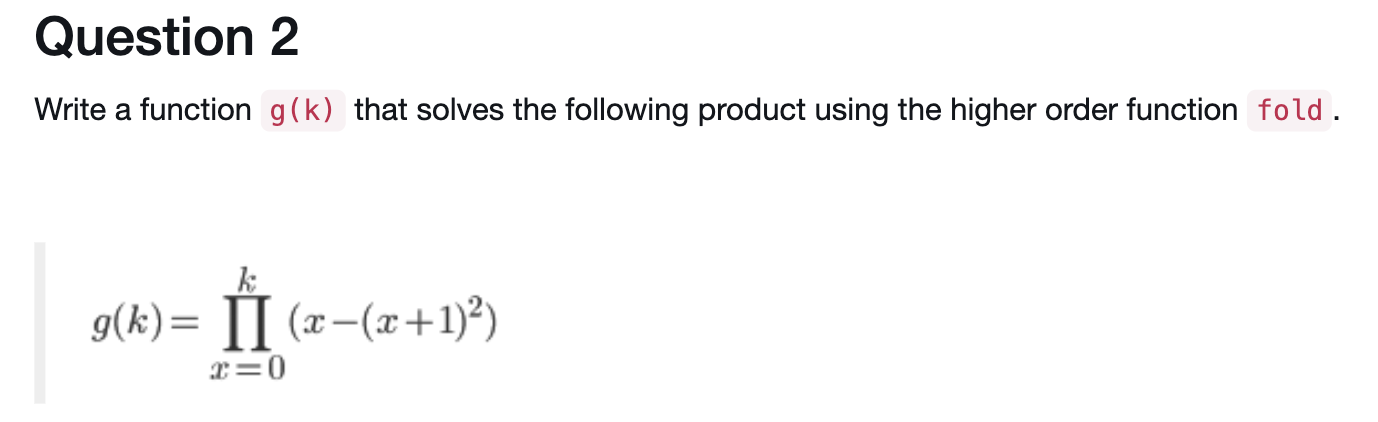 Question 2
Write a function g(k) that solves the following product using the higher order function fold.
k
g(k)= ∏ (x−(x+1)²)
x=0